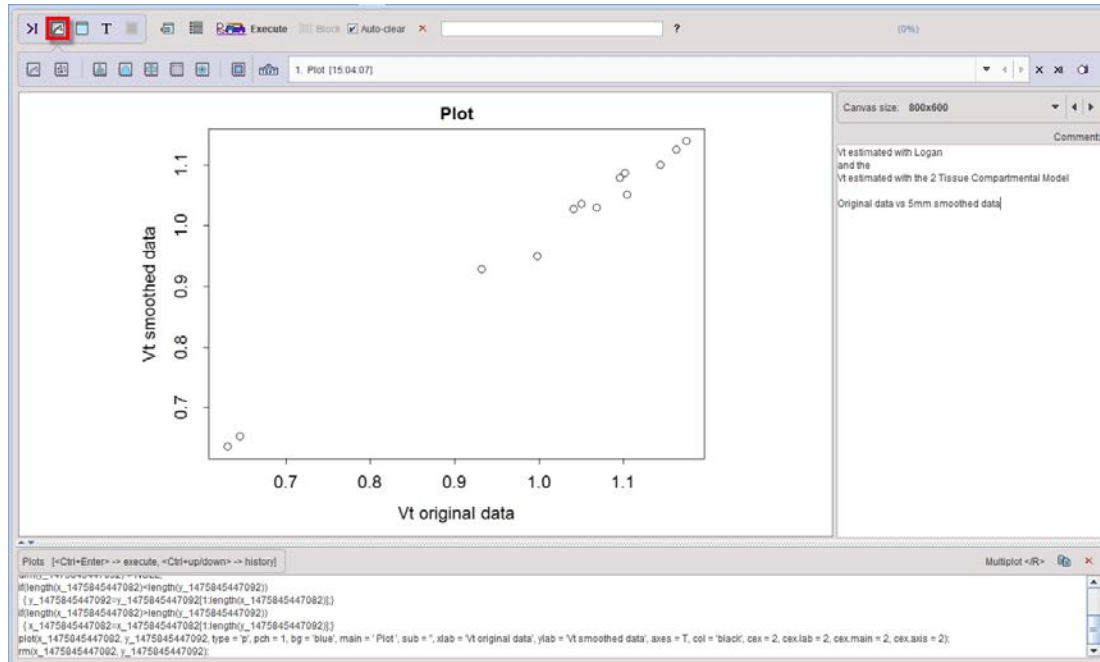 T
Execute
Block
Auto-clear
?
(0%)
1. Plot [15:04:07]
Canvas size: 800x600
Comment:
Vt estimated with Logan
and the
Vt estimated with the 2 Tissue Compartmental Model
Original data vs 5mm smoothed data
Plot
1.1
1.0
0.9
0.8
0.7
Vt smoothed data
0.7 0.8 0.9 1.0 1.1
Vt original data
Plots [<Ctrl+Enter> -> execute, <Ctrl+up/down> -> history]
Multiplot </R>
if(length(x_1475845447082)<length(y_1475845447092))
{ y_1475845447092=y_1475845447092[1:length(x_1475845447082)];}
if(length(x_1475845447082)>length(y_1475845447092))
{ x_1475845447082=x_1475845447082[1:length(y_1475845447092)];}
plot(x_1475845447082, y_1475845447092, type = 'p', pch = 1, bg = 'blue', main = ' Plot ', sub = '', xlab = 'Vt original data', ylab = 'Vt smoothed data', axes = T, col = 'black', cex = 2, cex.lab = 2, cex.main = 2, cex.axis = 2);
rm(x_1475845447082, y_1475845447092);